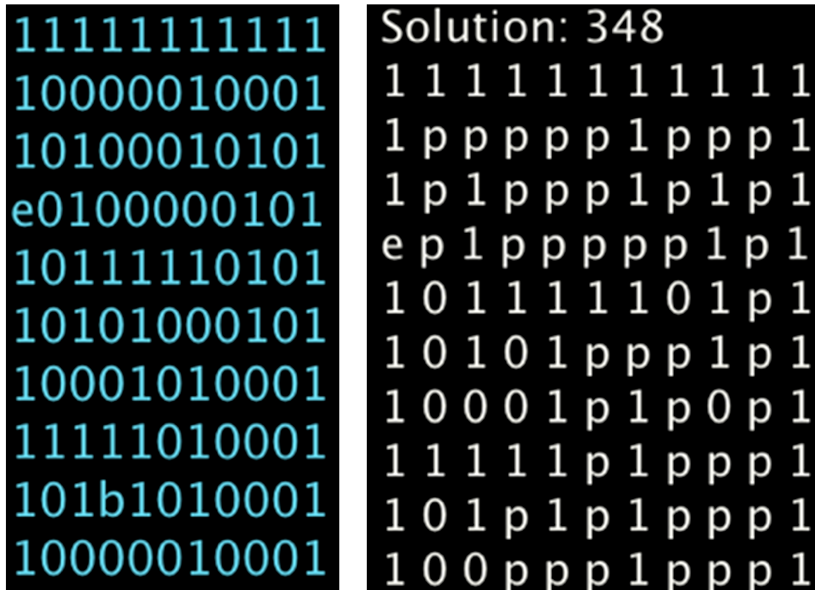 11111111111
10000010001
10100010101
e0100000101
10111110101
10101000101
10001010001
11111010001
101b1010001
10000010001
Solution: 348
1 1 1 1 1 1 1 1 1 1 1
1 p p p p p 1 p p p 1
1 p 1 p p p 1 p 1 p 1
e p 1 p p p p p 1 p 1
1 0 1 1 1 1 1 0 1 p 1
1 0 1 0 1 p p p 1 p 1
1 0 0 0 1 p 1 p 0 p 1
1 1 1 1 1 p 1 p p p 1
1 0 1 p 1 p 1 p p p 1
1 0 0 p p p 1 p p p 1